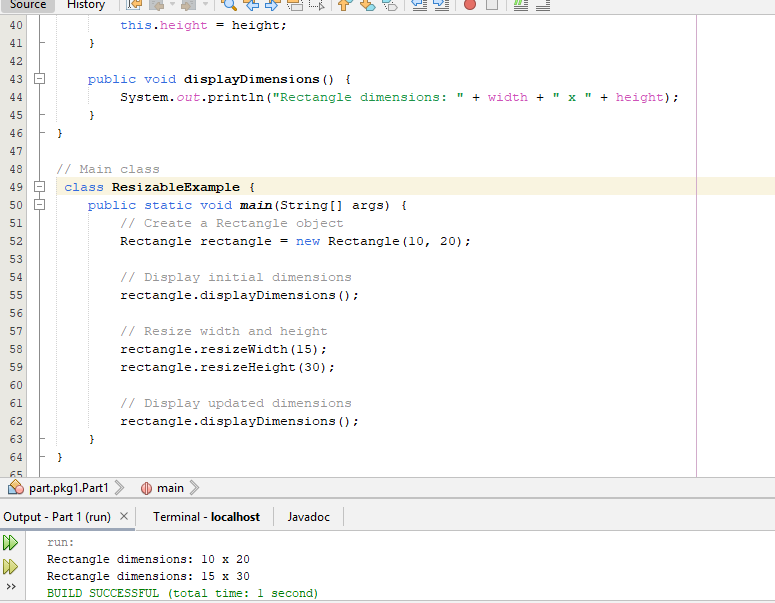 Source History
40 this.height = height;
41 }
42
43 public void displayDimensions() {
44 System.out.println("Rectangle dimensions: " + width + " x " + height);
45 }
46 }
47
48 // Main class
49 class ResizableExample {
50 public static void main(String[] args) {
51 // Create a Rectangle object
52 Rectangle rectangle = new Rectangle(10, 20);
53
54 // Display initial dimensions
55 rectangle.displayDimensions();
56
57 // Resize width and height
58 rectangle.resizeWidth(15);
59 rectangle.resizeHeight(30);
60
61 // Display updated dimensions
62 rectangle.displayDimensions();
63 }
64 }
65
part.pkg1.Part1 main
Output - Part 1 (run) × Terminal - localhost Javadoc
run:
Rectangle dimensions: 10 x 20
Rectangle dimensions: 15 x 30
BUILD SUCCESSFUL (total time: 1 second)